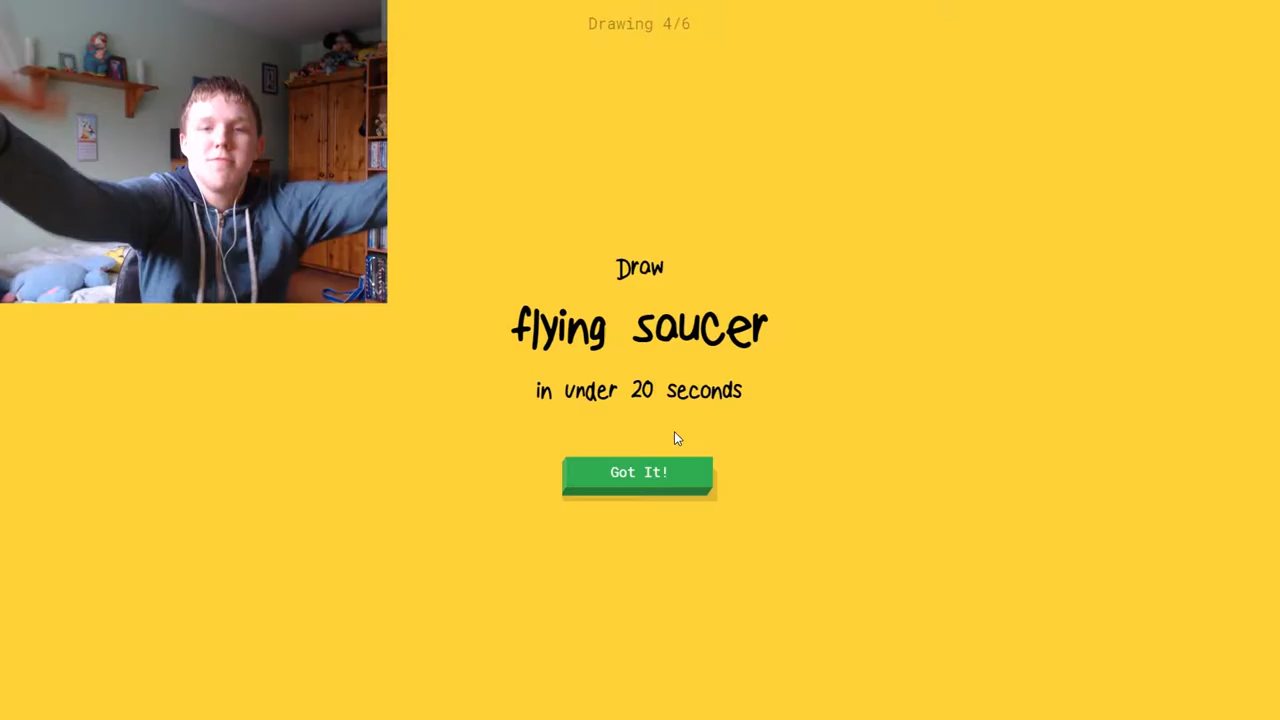 Drawing 4/6
Draw
flying saucer
in under 20 seconds
Got It!